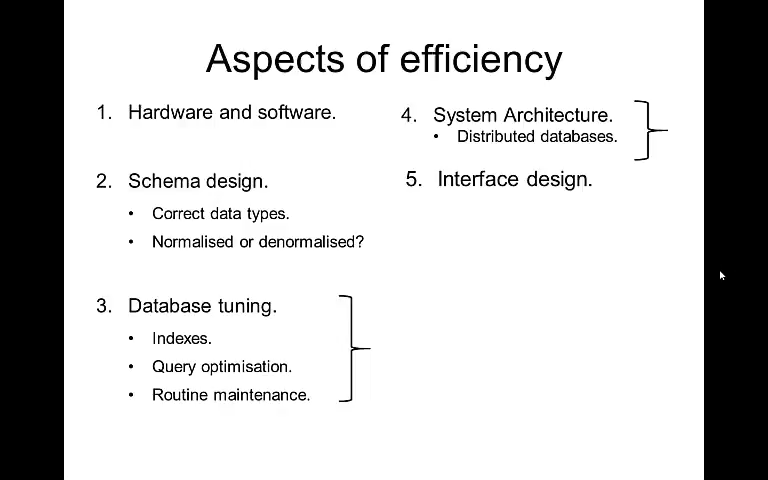 Aspects of efficiency
1. Hardware and software.
2. Schema design.
• Correct data types.
• Normalised or denormalised?
3. Database tuning.
• Indexes.
• Query optimisation.
• Routine maintenance.
4. System Architecture.
• Distributed databases.
5. Interface design.